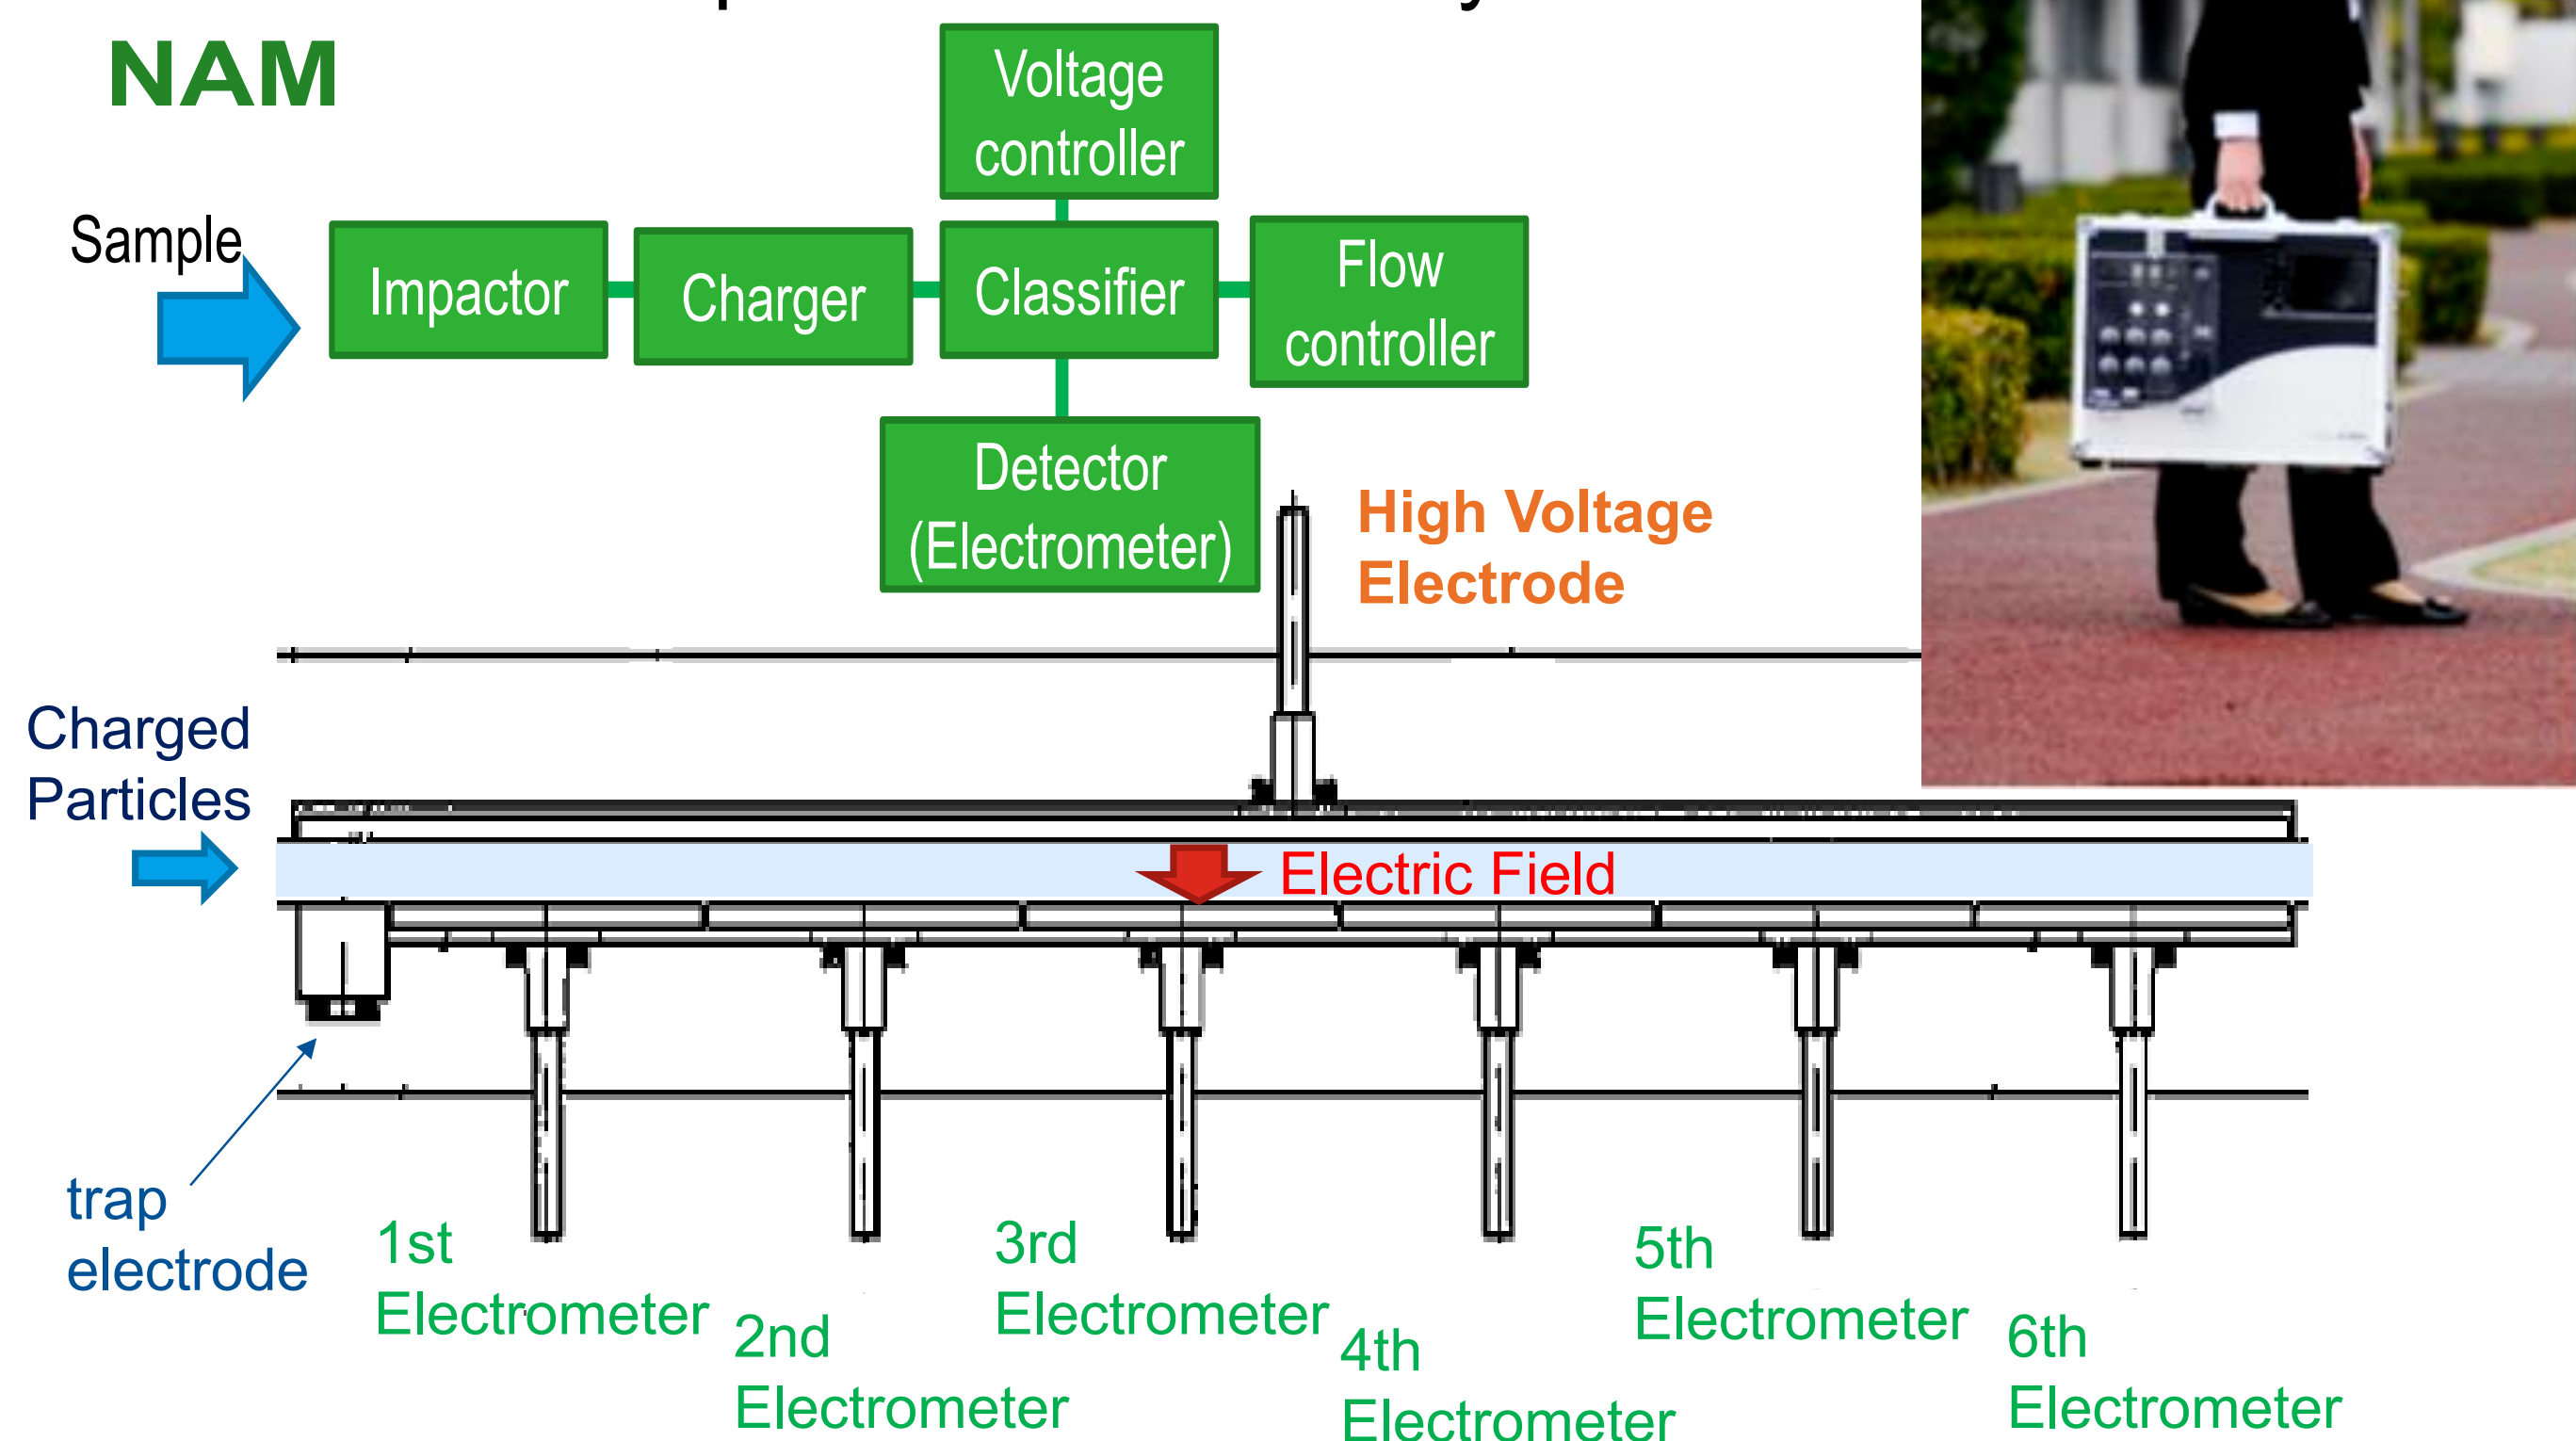 NAM
Voltage
controller
Sample
Impactor
Charger
Classifier
Flow
controller
Detector
(Electrometer)
High Voltage
Electrode
Charged
Particles
Electric Field
trap
electrode
1st
Electrometer
2nd
Electrometer
3rd
Electrometer
4th
Electrometer
5th
Electrometer
6th
Electrometer